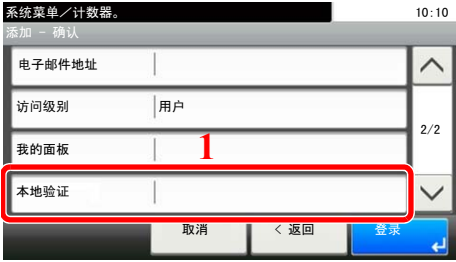 系统菜单／计数器。
10:10
添加 - 确认
电子邮件地址
访问级别 用户
2/2
我的面板
1
本地验证
取消 < 返回 登录